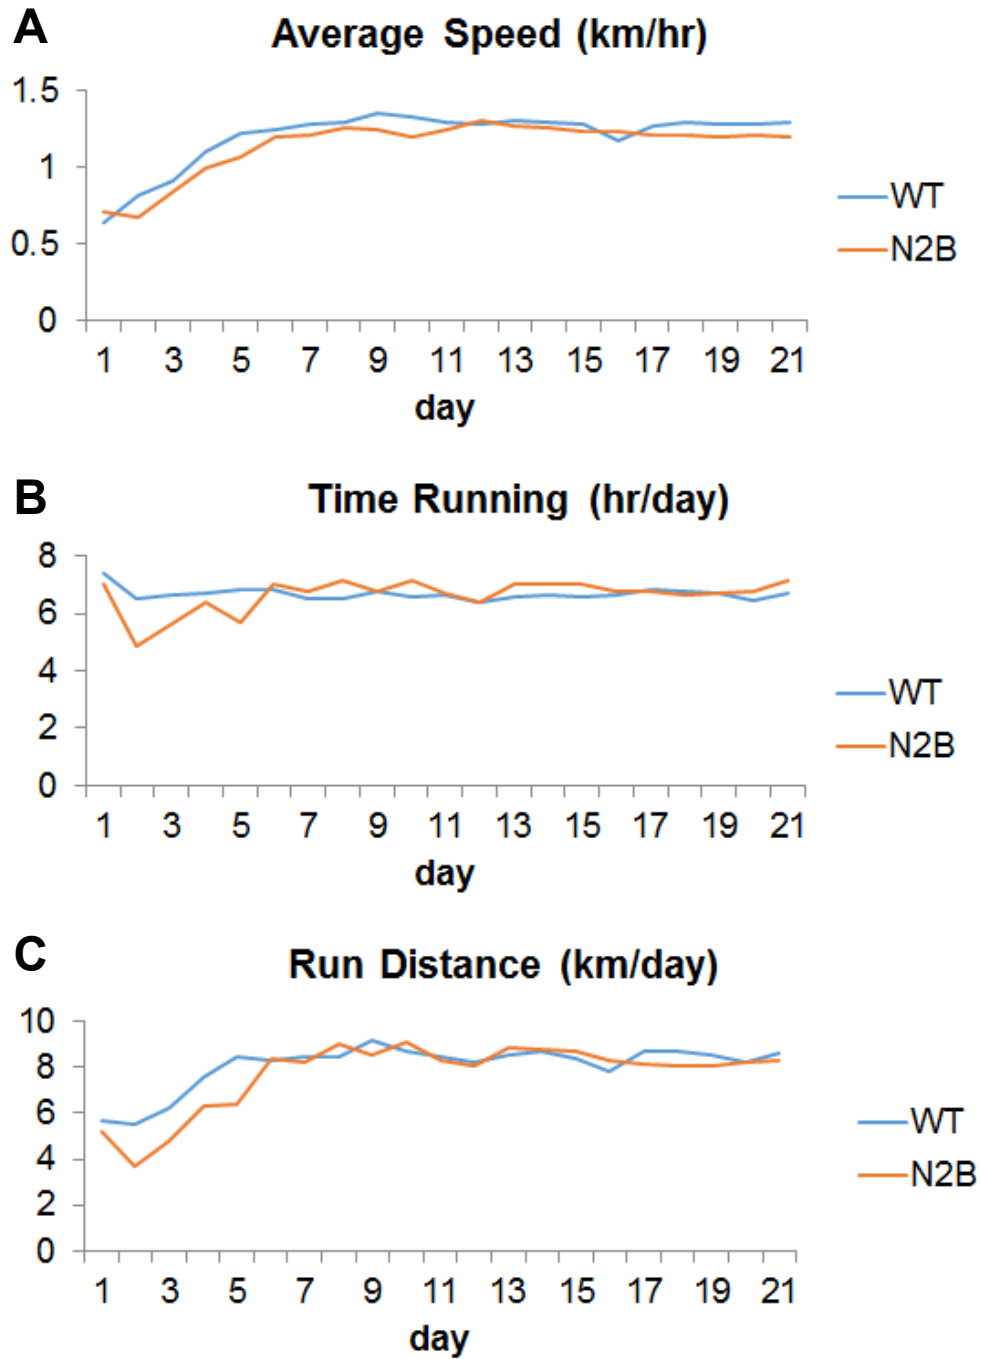 A
Average Speed (km/hr)
1.5
1
0.5
0
1 3 5 7 9 11 13 15 17 19 21
day
WT
N2B
B
Time Running (hr/day)
8
6
4
2
0
1 3 5 7 9 11 13 15 17 19 21
day
WT
N2B
C
Run Distance (km/day)
10
8
6
4
2
0
1 3 5 7 9 11 13 15 17 19 21
day
WT
N2B